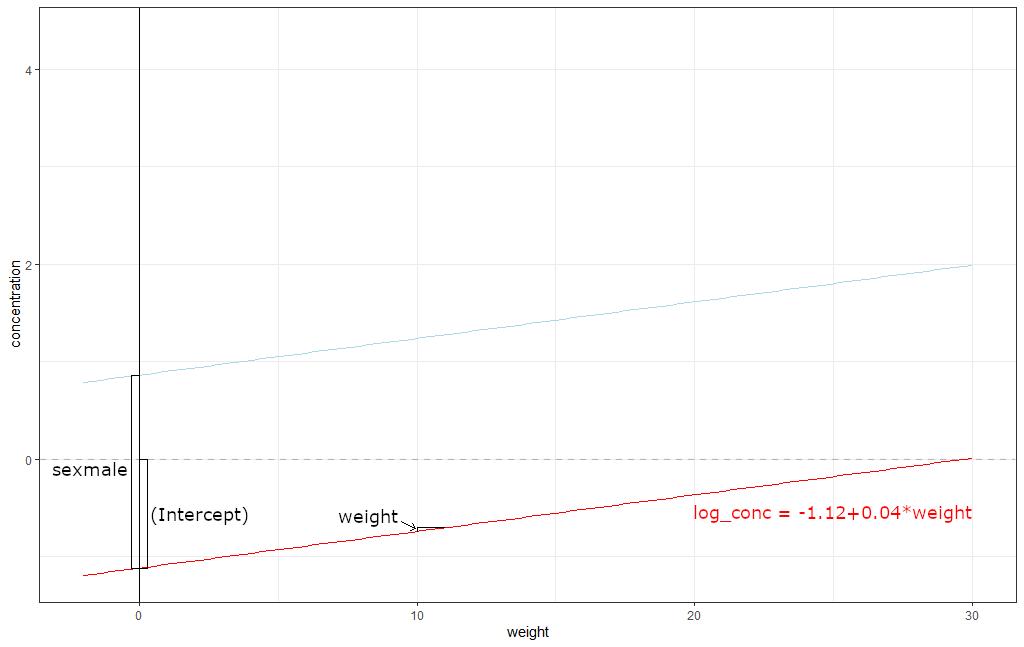 4
2
0
concentration
sexmale
(Intercept)
weight
log_conc = -1.12+0.04*weight
0
10
20
30
weight